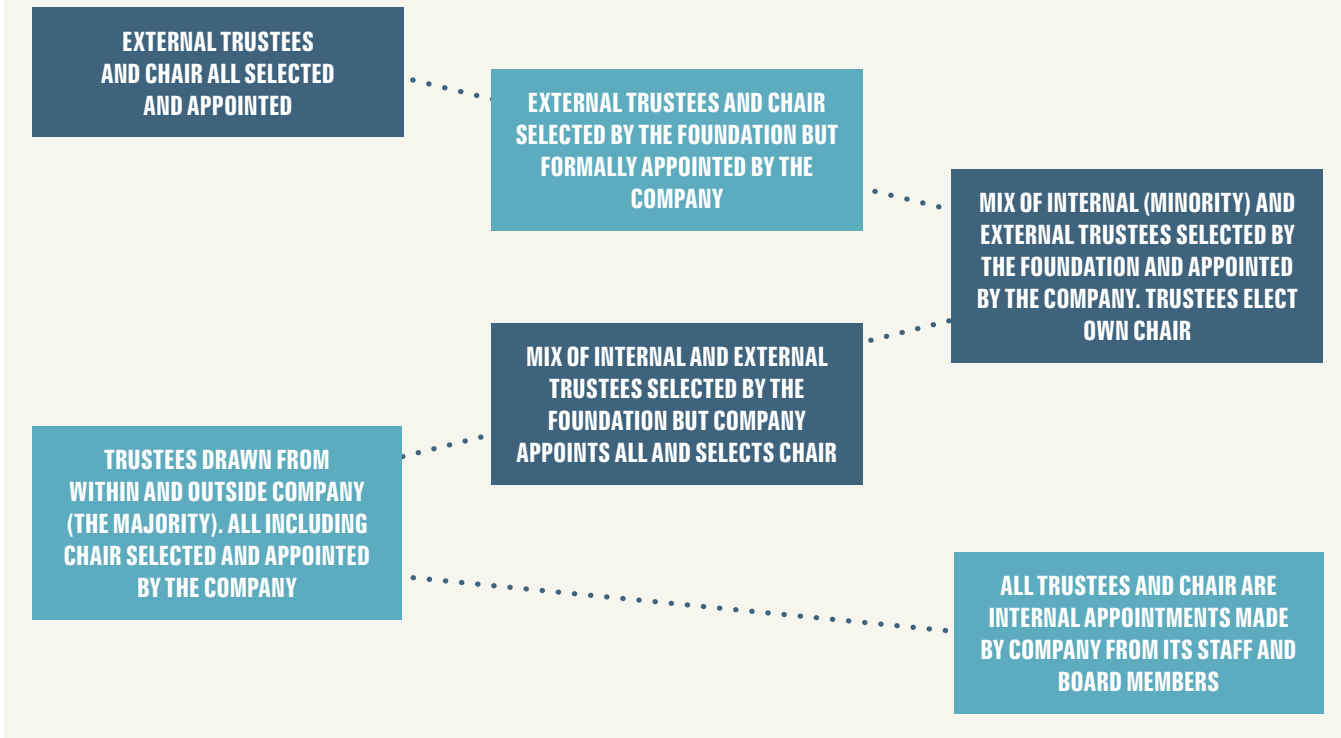 EXTERNAL TRUSTEES
AND CHAIR ALL SELECTED
AND APPOINTED
EXTERNAL TRUSTEES AND CHAIR
SELECTED BY THE FOUNDATION BUT
FORMALLY APPOINTED BY THE
COMPANY
MIX OF INTERNAL (MINORITY) AND
EXTERNAL TRUSTEES SELECTED BY
THE FOUNDATION AND APPOINTED
BY THE COMPANY. TRUSTEES ELECT
OWN CHAIR
MIX OF INTERNAL AND EXTERNAL
TRUSTEES SELECTED BY THE
FOUNDATION BUT COMPANY
APPOINTS ALL AND SELECTS CHAIR
TRUSTEES DRAWN FROM
WITHIN AND OUTSIDE COMPANY
(THE MAJORITY). ALL INCLUDING
CHAIR SELECTED AND APPOINTED
BY THE COMPANY
ALL TRUSTEES AND CHAIR ARE
INTERNAL APPOINTMENTS MADE
BY COMPANY FROM ITS STAFF AND
BOARD MEMBERS